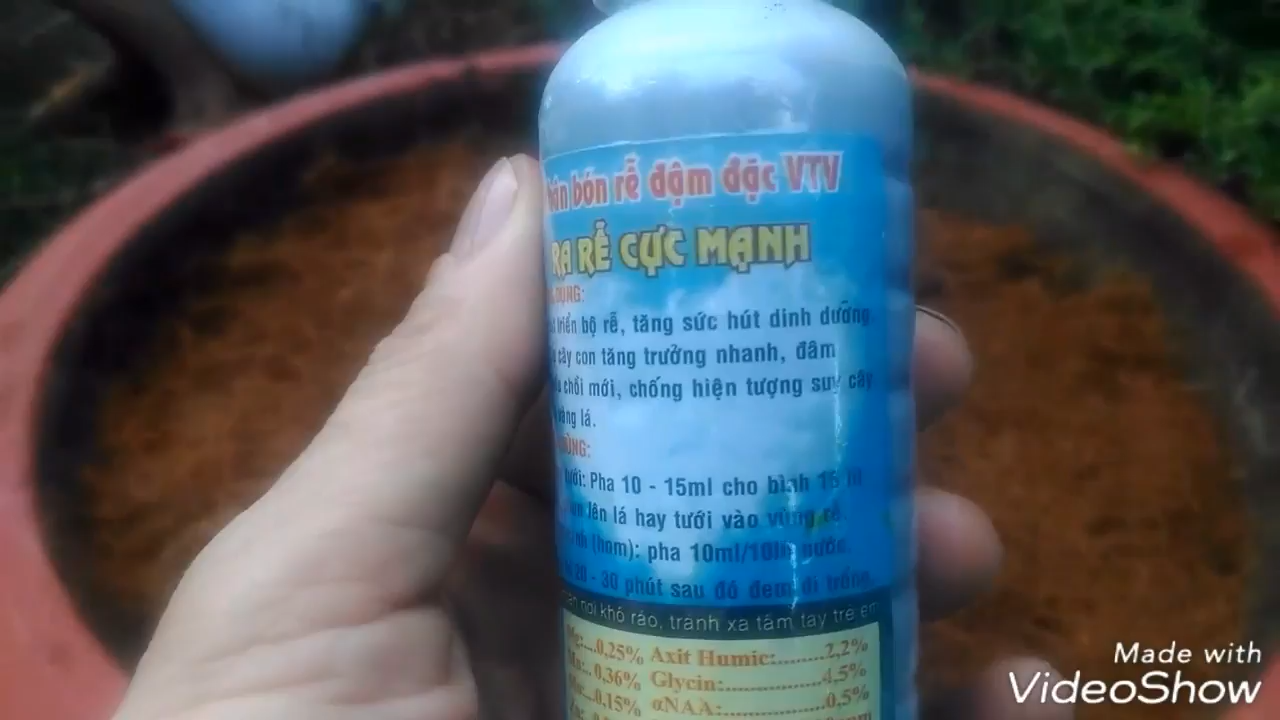 bón rễ đậm đặc VTV
RA RỄ CỰC MẠNH
DỤNG:
triển bộ rễ, tăng sức hút dinh dưỡng
cây con tăng trưởng nhanh, đâm
chồi mới, chống hiện tượng suy cây
vàng lá.
DÙNG:
tưới: Pha 10 - 15ml cho bình
lên lá hay tưới vào vùng rễ.
(hom): pha 10ml/10lít nước.
20 - 30 phút sau đó đem đi trồng.
nơi khô ráo, tránh xa tầm tay trẻ em
Mg:...0,25% Axit Humic:.........2,2%
0,36% Glycin:...............4,5%
0,15% αNAA:................0,5%
Made with
VideoShow